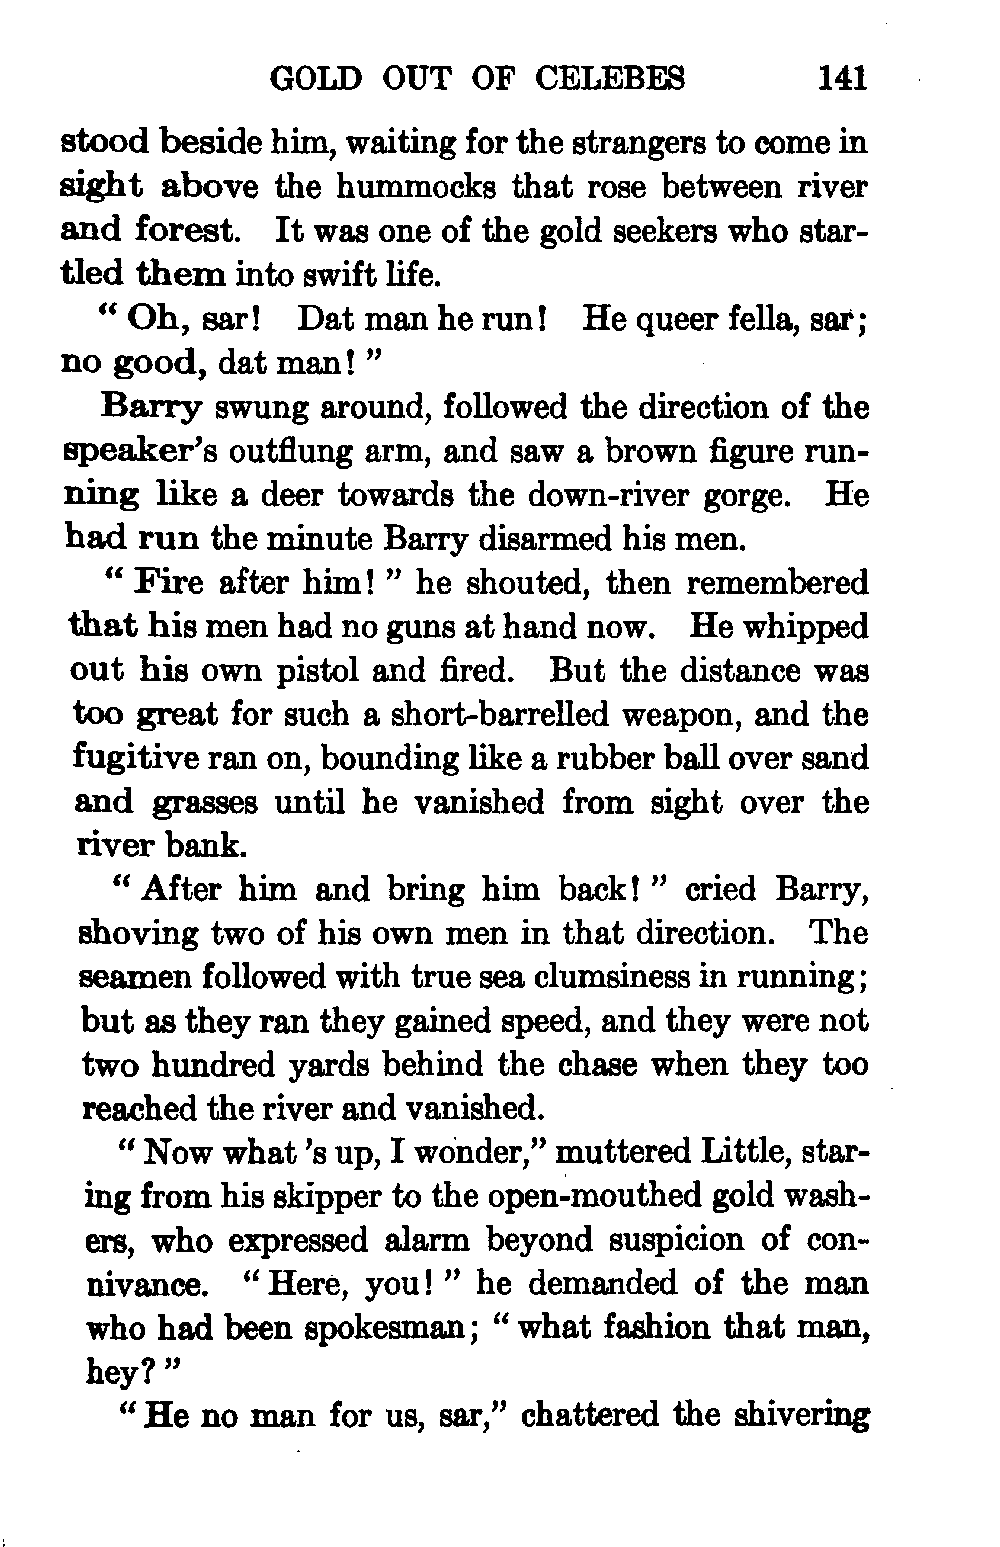 GOLD OUT OF CELEBES 141
stood beside him, waiting for the strangers to come in
sight above the hummocks that rose between river
and forest. It was one of the gold seekers who star-
tled them into swift life.
“ Oh, sar! Dat man he run! He queer fella, sar;
no good, dat man! ”
Barry swung around, followed the direction of the
speaker’s outflung arm, and saw a brown figure run-
ning like a deer towards the down-river gorge. He
had run the minute Barry disarmed his men.
“ Fire after him! ” he shouted, then remembered
that his men had no guns at hand now. He whipped
out his own pistol and fired. But the distance was
too great for such a short-barrelled weapon, and the
fugitive ran on, bounding like a rubber ball over sand
and grasses until he vanished from sight over the
river bank.
“ After him and bring him back! ” cried Barry,
shoving two of his own men in that direction. The
seamen followed with true sea clumsiness in running;
but as they ran they gained speed, and they were not
two hundred yards behind the chase when they too
reached the river and vanished.
“ Now what ’s up, I wonder,” muttered Little, star-
ing from his skipper to the open-mouthed gold wash-
ers, who expressed alarm beyond suspicion of con-
nivance. “ Here, you! ” he demanded of the man
who had been spokesman; “ what fashion that man,
hey? ”
“ He no man for us, sar,” chattered the shivering